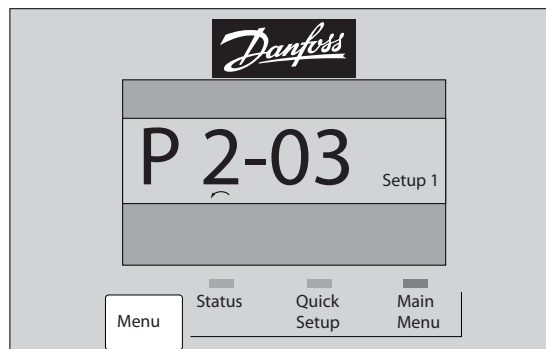 Danfoss
P 2-03
Setup 1
Status
Quick
Setup
Main
Menu
Menu